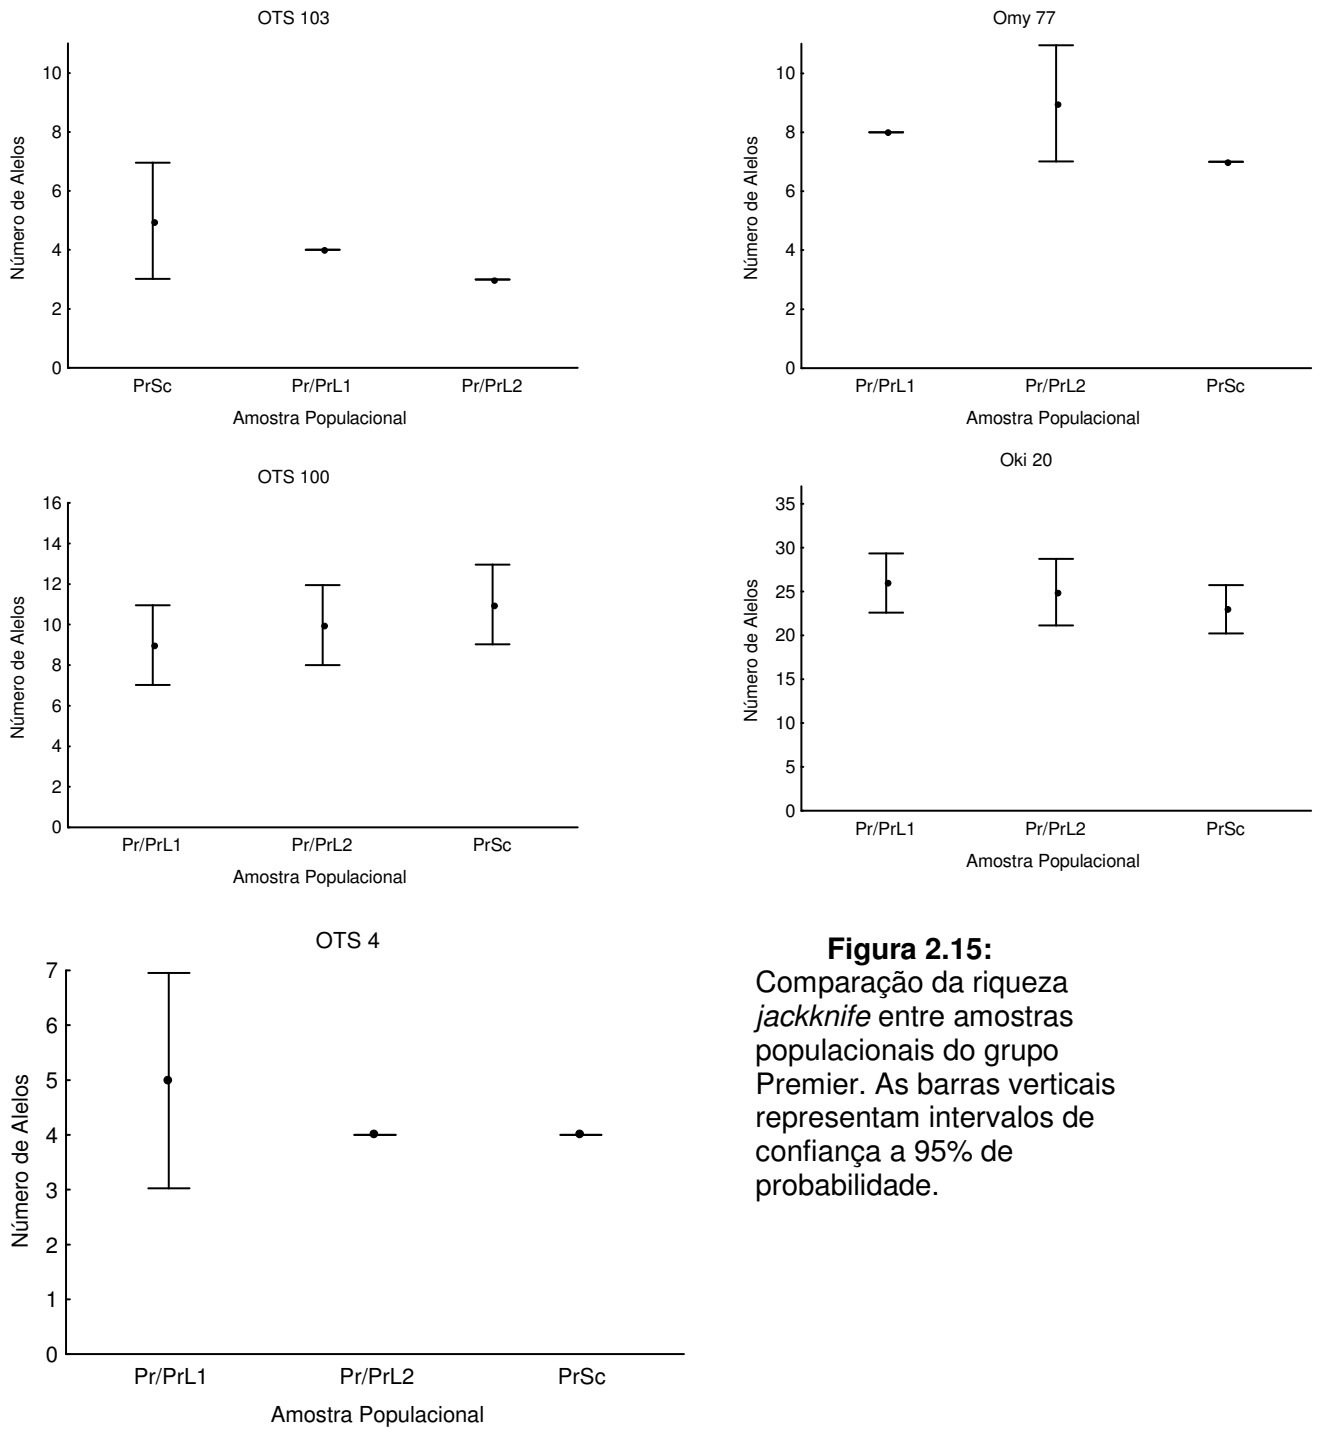 OTS 103
10
8
6
4
2
0
Número de Alelos
PrSc Pr/PrL1 Pr/PrL2
Amostra Populacional
Omy 77
10
8
6
4
2
0
Número de Alelos
Pr/PrL1 Pr/PrL2 PrSc
Amostra Populacional
OTS 100
16
14
12
10
8
6
4
2
0
Número de Alelos
Pr/PrL1 Pr/PrL2 PrSc
Amostra Populacional
Oki 20
35
30
25
20
15
10
5
0
Número de Alelos
Pr/PrL1 Pr/PrL2 PrSc
Amostra Populacional
OTS 4
7
6
5
4
3
2
1
0
Número de Alelos
Pr/PrL1 Pr/PrL2 PrSc
Amostra Populacional
Figura 2.15:
Comparação da riqueza
jackknife entre amostras
populacionais do grupo
Premier. As barras verticais
representam intervalos de
confiança a 95% de
probabilidade.